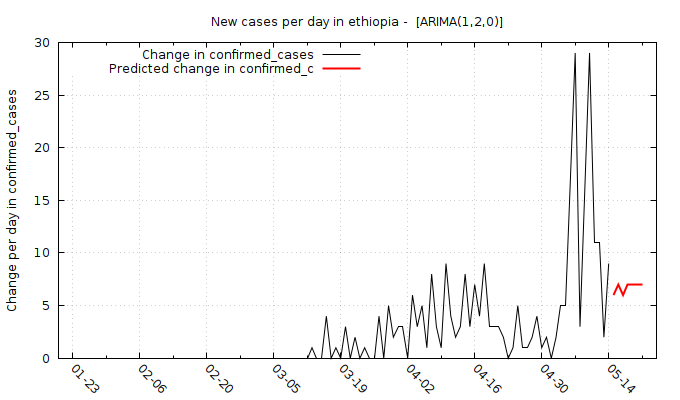 New cases per day in ethiopia -  [ARIMA(1,2,0)]
Change in confirmed_cases
Predicted change in confirmed_c
Change per day in confirmed_cases
30
25
20
15
10
5
0
01-23 02-06 02-20 03-05 03-19 04-02 04-16 04-30 05-14